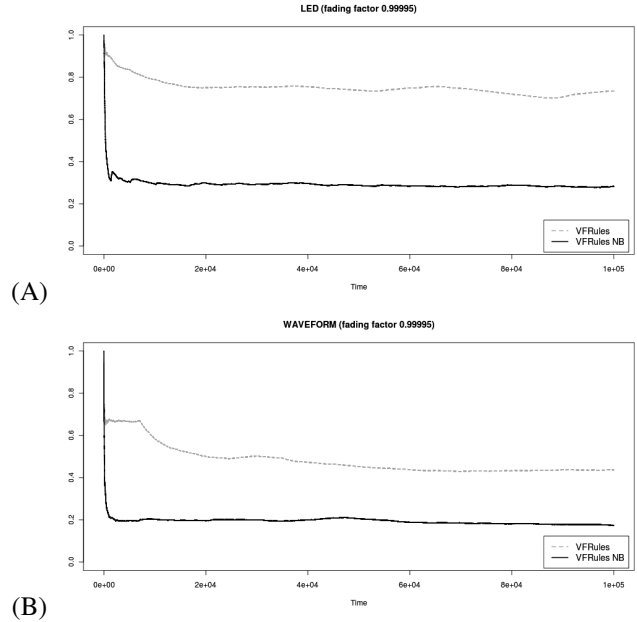 LED (fading factor 0.99995)
1.0
0.8
0.6
0.4
0.2
0.0
VFRules
VFRules NB
0e+00 2e+04 4e+04 6e+04 8e+04 1e+05
Time
(A)
WAVEFORM (fading factor 0.99995)
1.0
0.8
0.6
0.4
0.2
0.0
VFRules
VFRules NB
0e+00 2e+04 4e+04 6e+04 8e+04 1e+05
Time
(B)